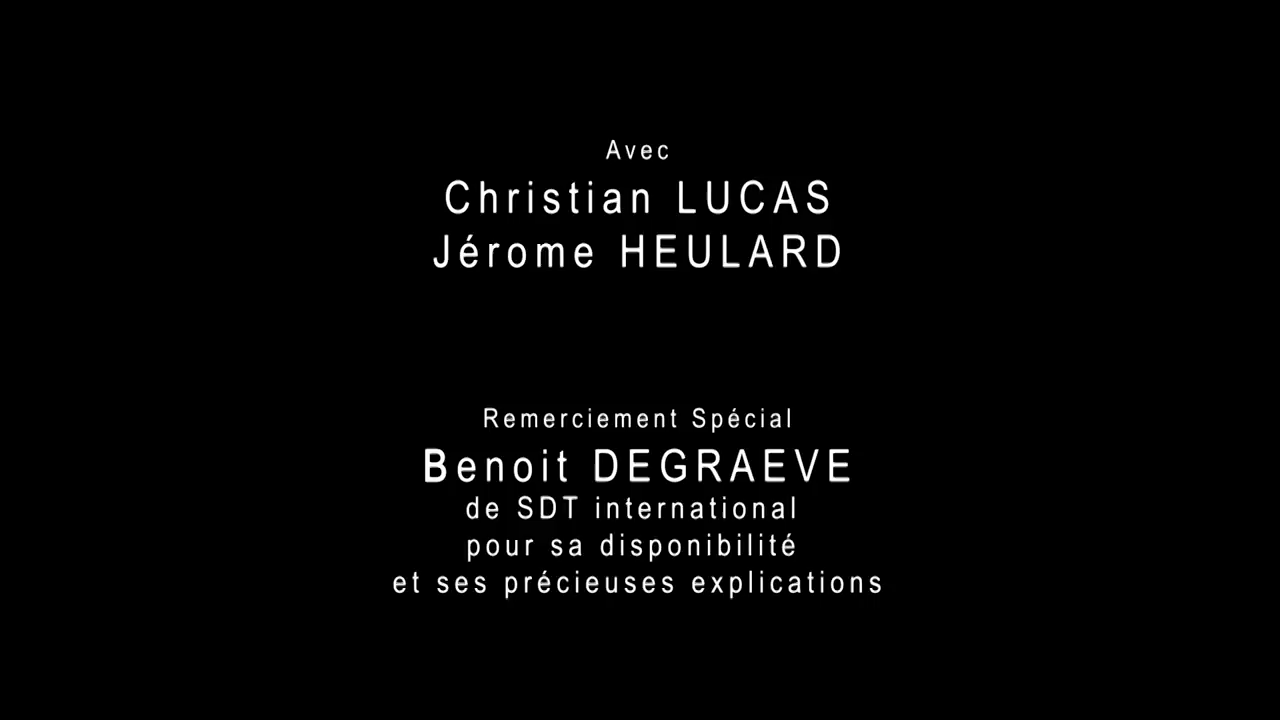 Avec
Christian LUCAS
Jérome HEULARD
Remerciement Spécial
Benoit DEGRAEVE
de SDT international
pour sa disponibilité
et ses précieuses explications